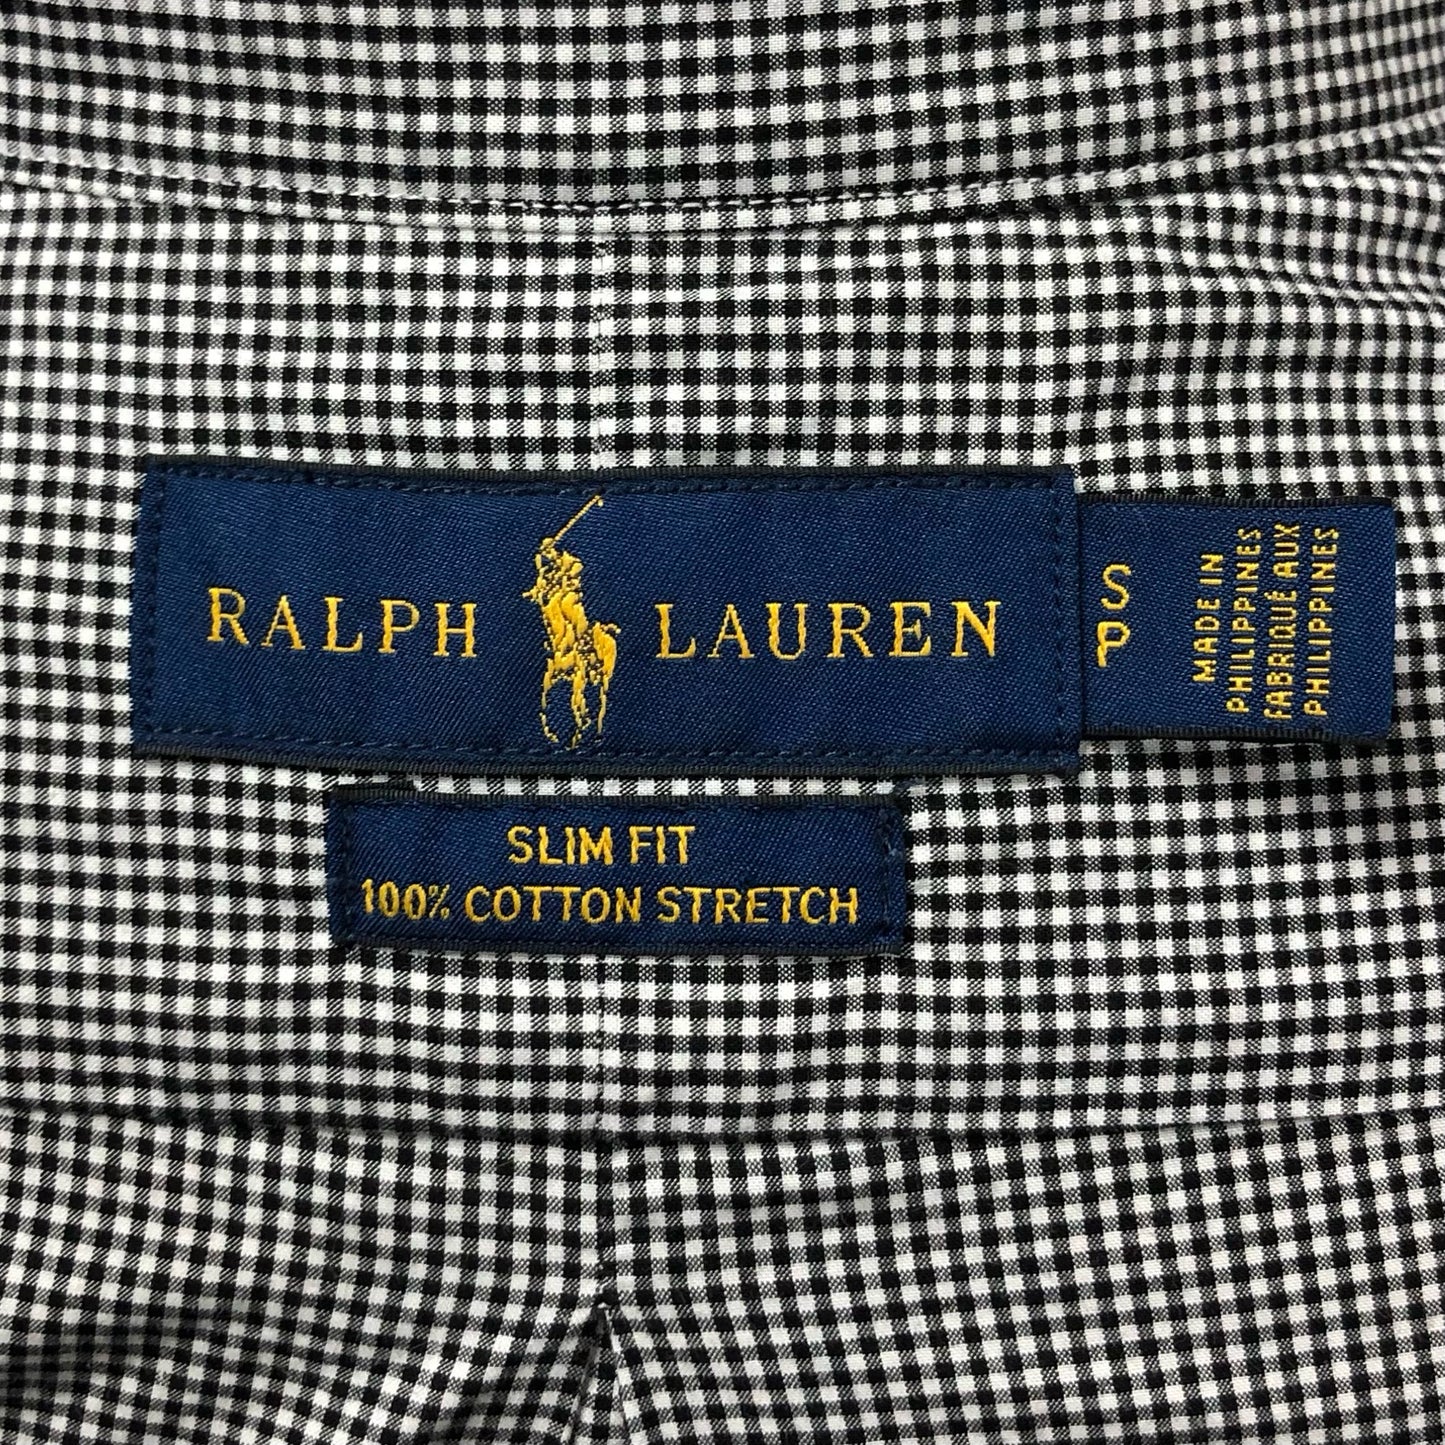 RALPH LAUREN
S
P
MADE IN
PHILIPPINES
FABRIQUÉ AUX
PHILIPPINES
SLIM FIT
100% COTTON STRETCH